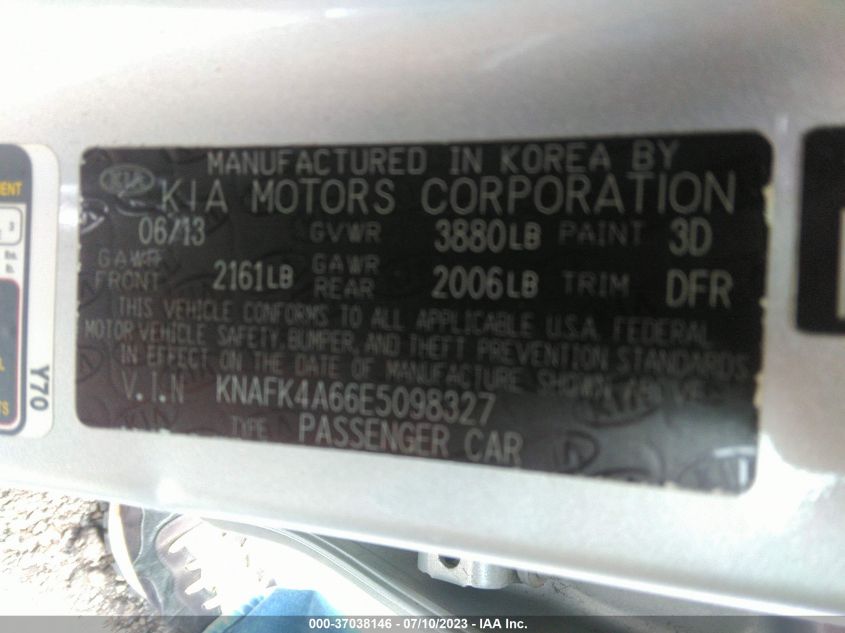 MANUFACTURED IN KOREA BY
KIA KIA MOTORS CORPORATION
06/13 GVWR 3880LB PAINT 3D
GAWR FRONT 2161LB GAWR REAR 2006LB TRIM DFR
THIS VEHICLE CONFORMS TO ALL APPLICABLE U.S.A. FEDERAL
MOTOR VEHICLE SAFETY, BUMPER, AND THEFT PREVENTION STANDARDS
IN EFFECT ON THE DATE OF MANUFACTURE SHOWN ABOVE
V.I.N KNAFK4A66E5098327
TYPE PASSENGER CAR
Y70
000-37038146 - 07/10/2023 - IAA Inc.